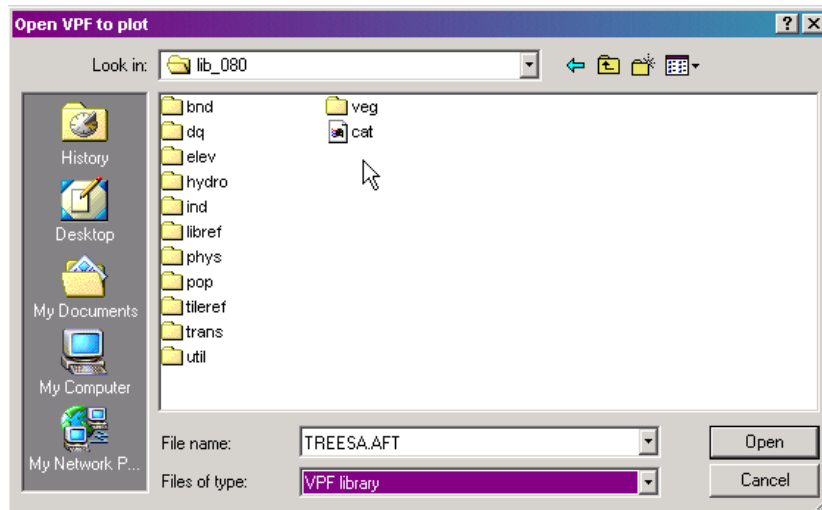 Open VPF to plot
Look in: lib_080
History
Desktop
My Documents
My Computer
My Network P...
bnd
dq
elev
hydro
ind
libref
phys
pop
tileref
trans
util
veg
cat
File name: TREESA.AFT Open
Files of type: VPF library Cancel